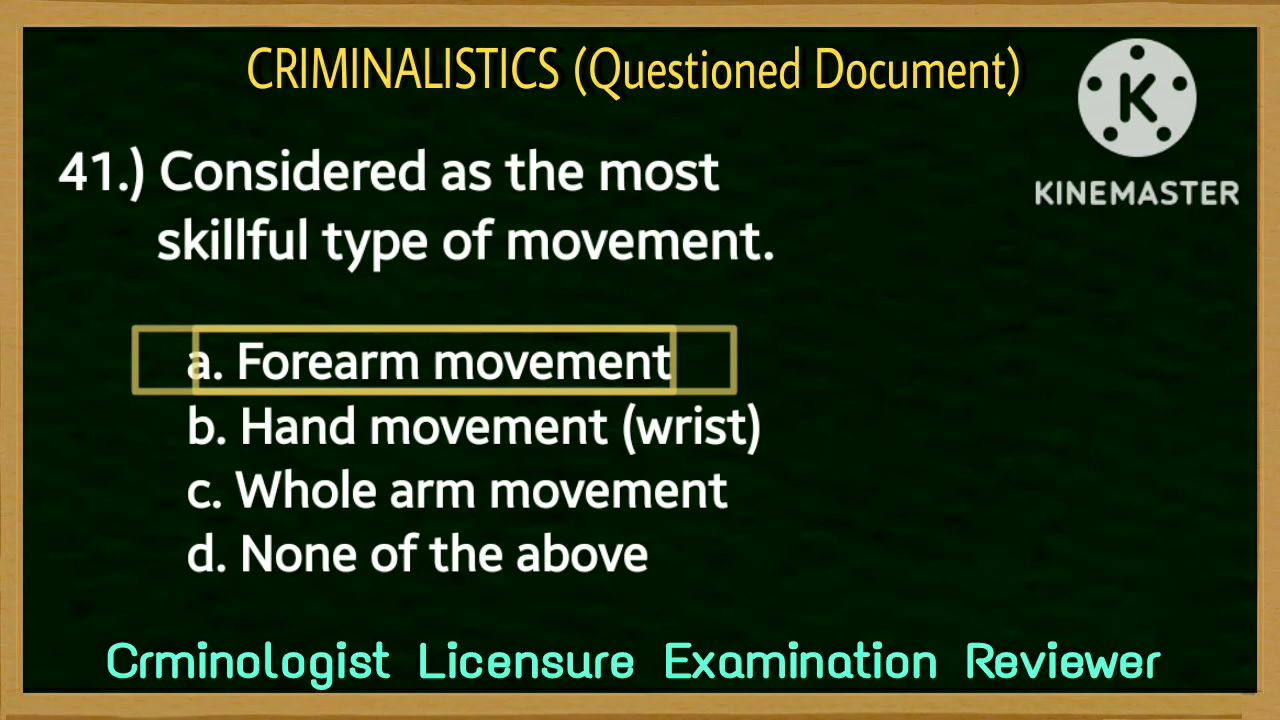 CRIMINALISTICS (Questioned Document)
K
KINEMASTER
41.) Considered as the most
skillful type of movement.
a. Forearm movement
b. Hand movement (wrist)
c. Whole arm movement
d. None of the above
Crminologist Licensure Examination Reviewer